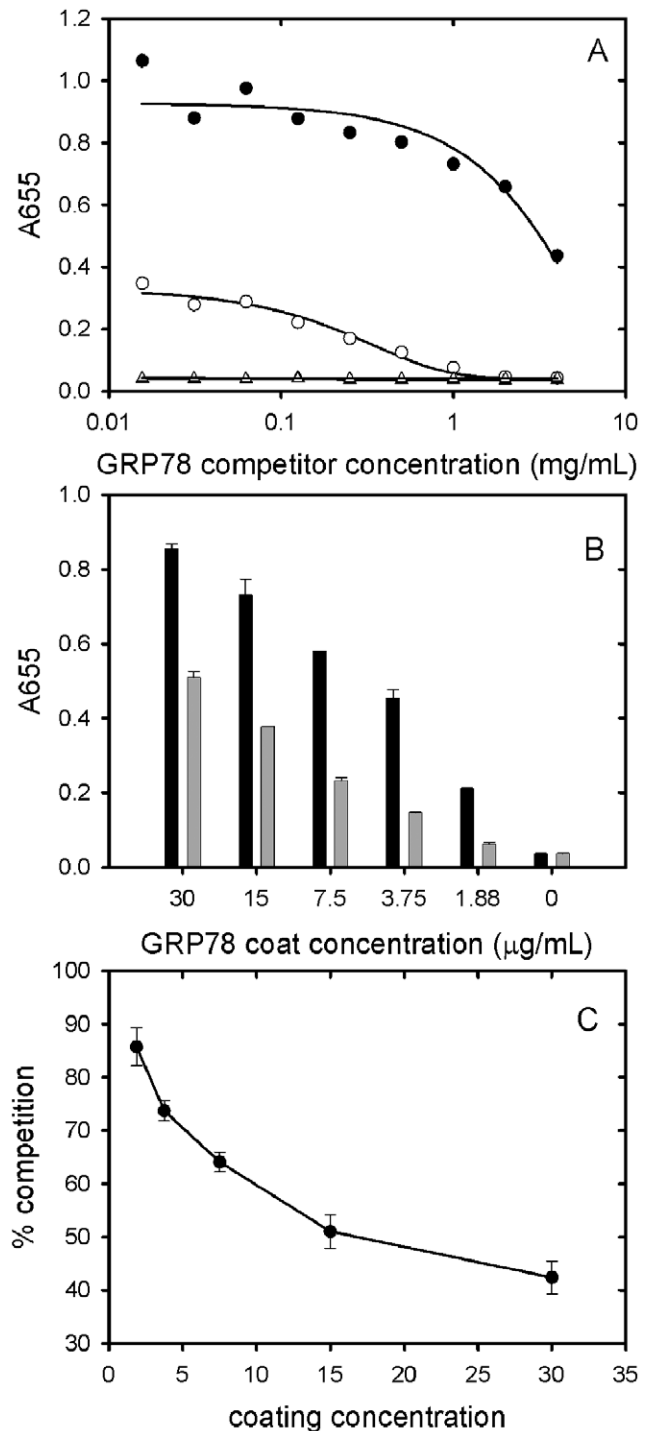 A
1.2
1.0
0.8
0.6
0.4
0.2
0.0
A655
0.01 0.1 1 10
GRP78 competitor concentration (mg/mL)
B
1.0
0.8
0.6
0.4
0.2
0.0
A655
30 15 7.5 3.75 1.88 0
GRP78 coat concentration (μg/mL)
C
100
90
80
70
60
50
40
30
% competition
0 5 10 15 20 25 30 35
coating concentration